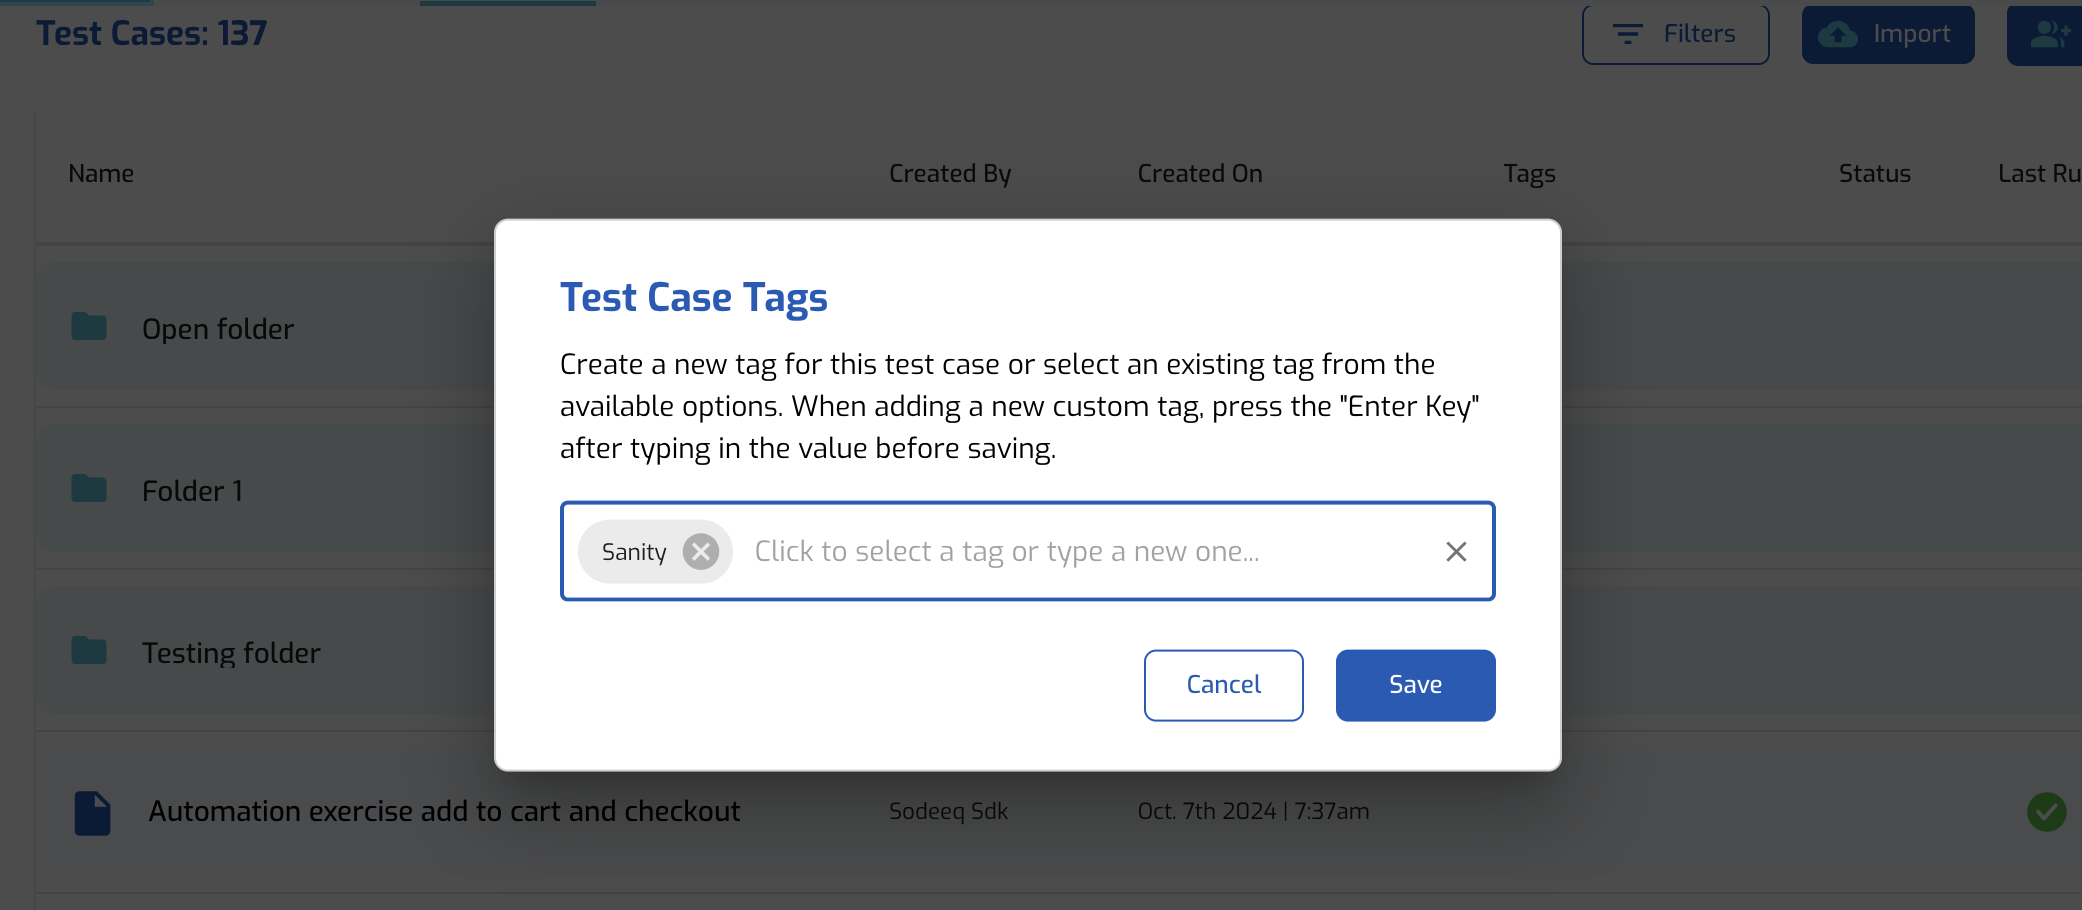 Test Cases: 137
Filters
Import
Name
Created By
Created On
Tags
Status
Last Ru
Open folder
Folder 1
Testing folder
Test Case Tags
Create a new tag for this test case or select an existing tag from the
available options. When adding a new custom tag, press the "Enter Key"
after typing in the value before saving.
Sanity
Click to select a tag or type a new one...
Cancel
Save
Automation exercise add to cart and checkout
Sodeeq Sdk
Oct. 7th 2024 | 7:37am